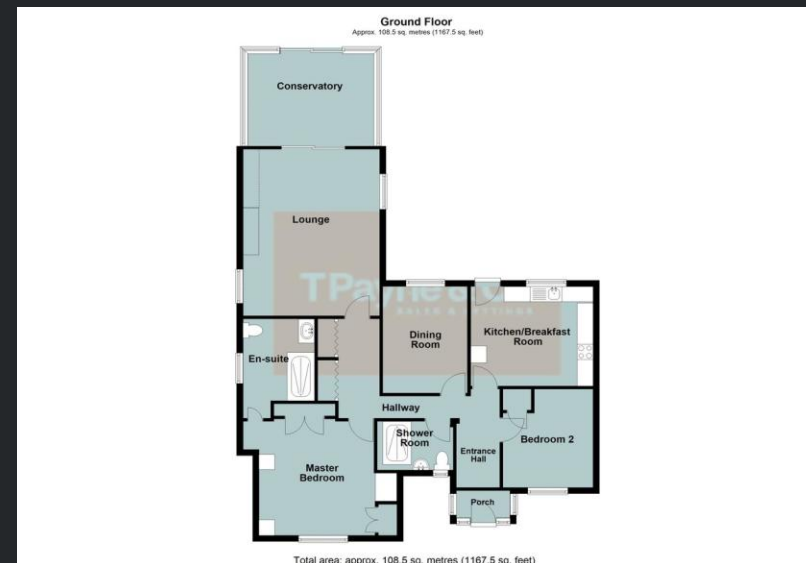 Ground Floor
Approx. 108.5 sq. metres (1167.5 sq. feet)
Conservatory
Lounge
Dining
Room
Kitchen/Breakfast
Room
En-suite
Hallway
Shower
Room
Bedroom 2
Entrance
Hall
Master
Bedroom
Porch
Total area: approx. 108.5 sq. metres (1167.5 sq. feet)